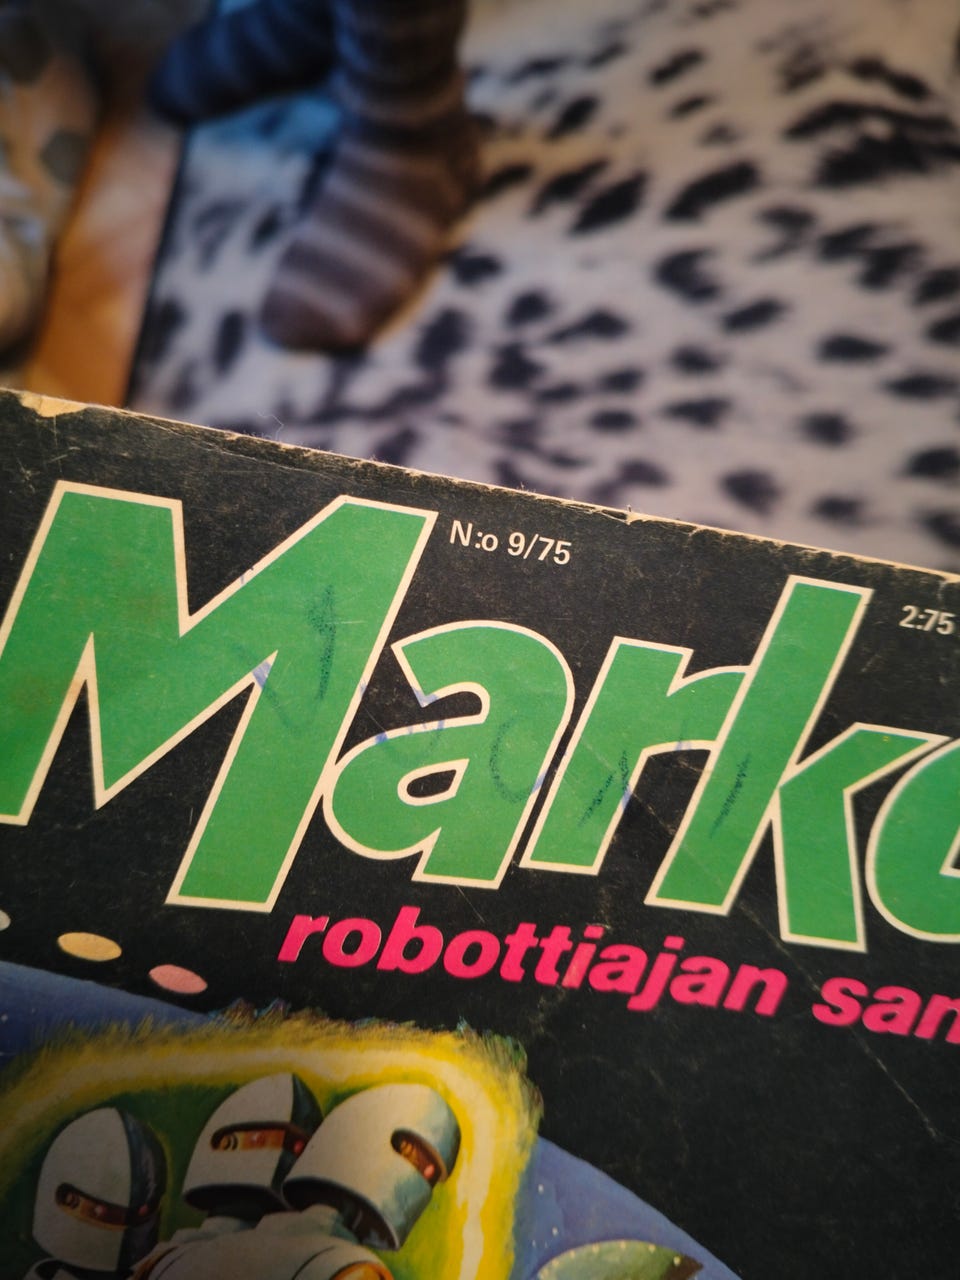 N:o 9/75
2:75
Marko
robottiajan san